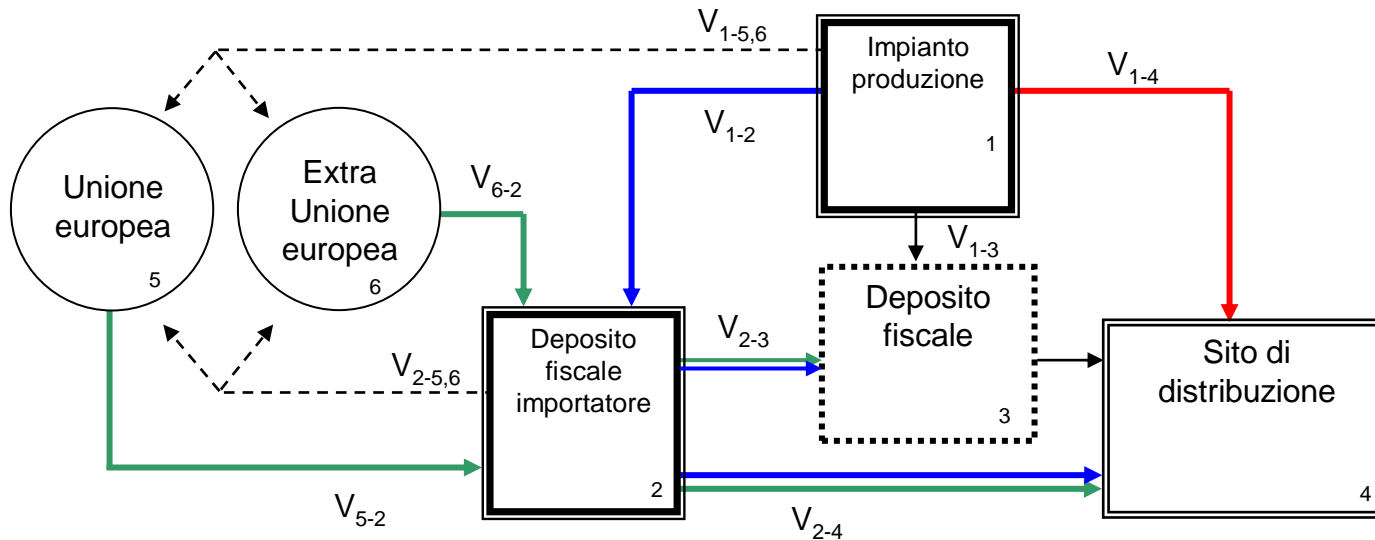 V1-5,6
Impianto
produzione
1
V1-4
V1-2
Unione
europea
5
Extra
Unione
europea
6
V6-2
V1-3
Deposito
fiscale
3
Deposito
fiscale
importatore
2
V2-3
V2-5,6
Sito di
distribuzione
4
V5-2
V2-4